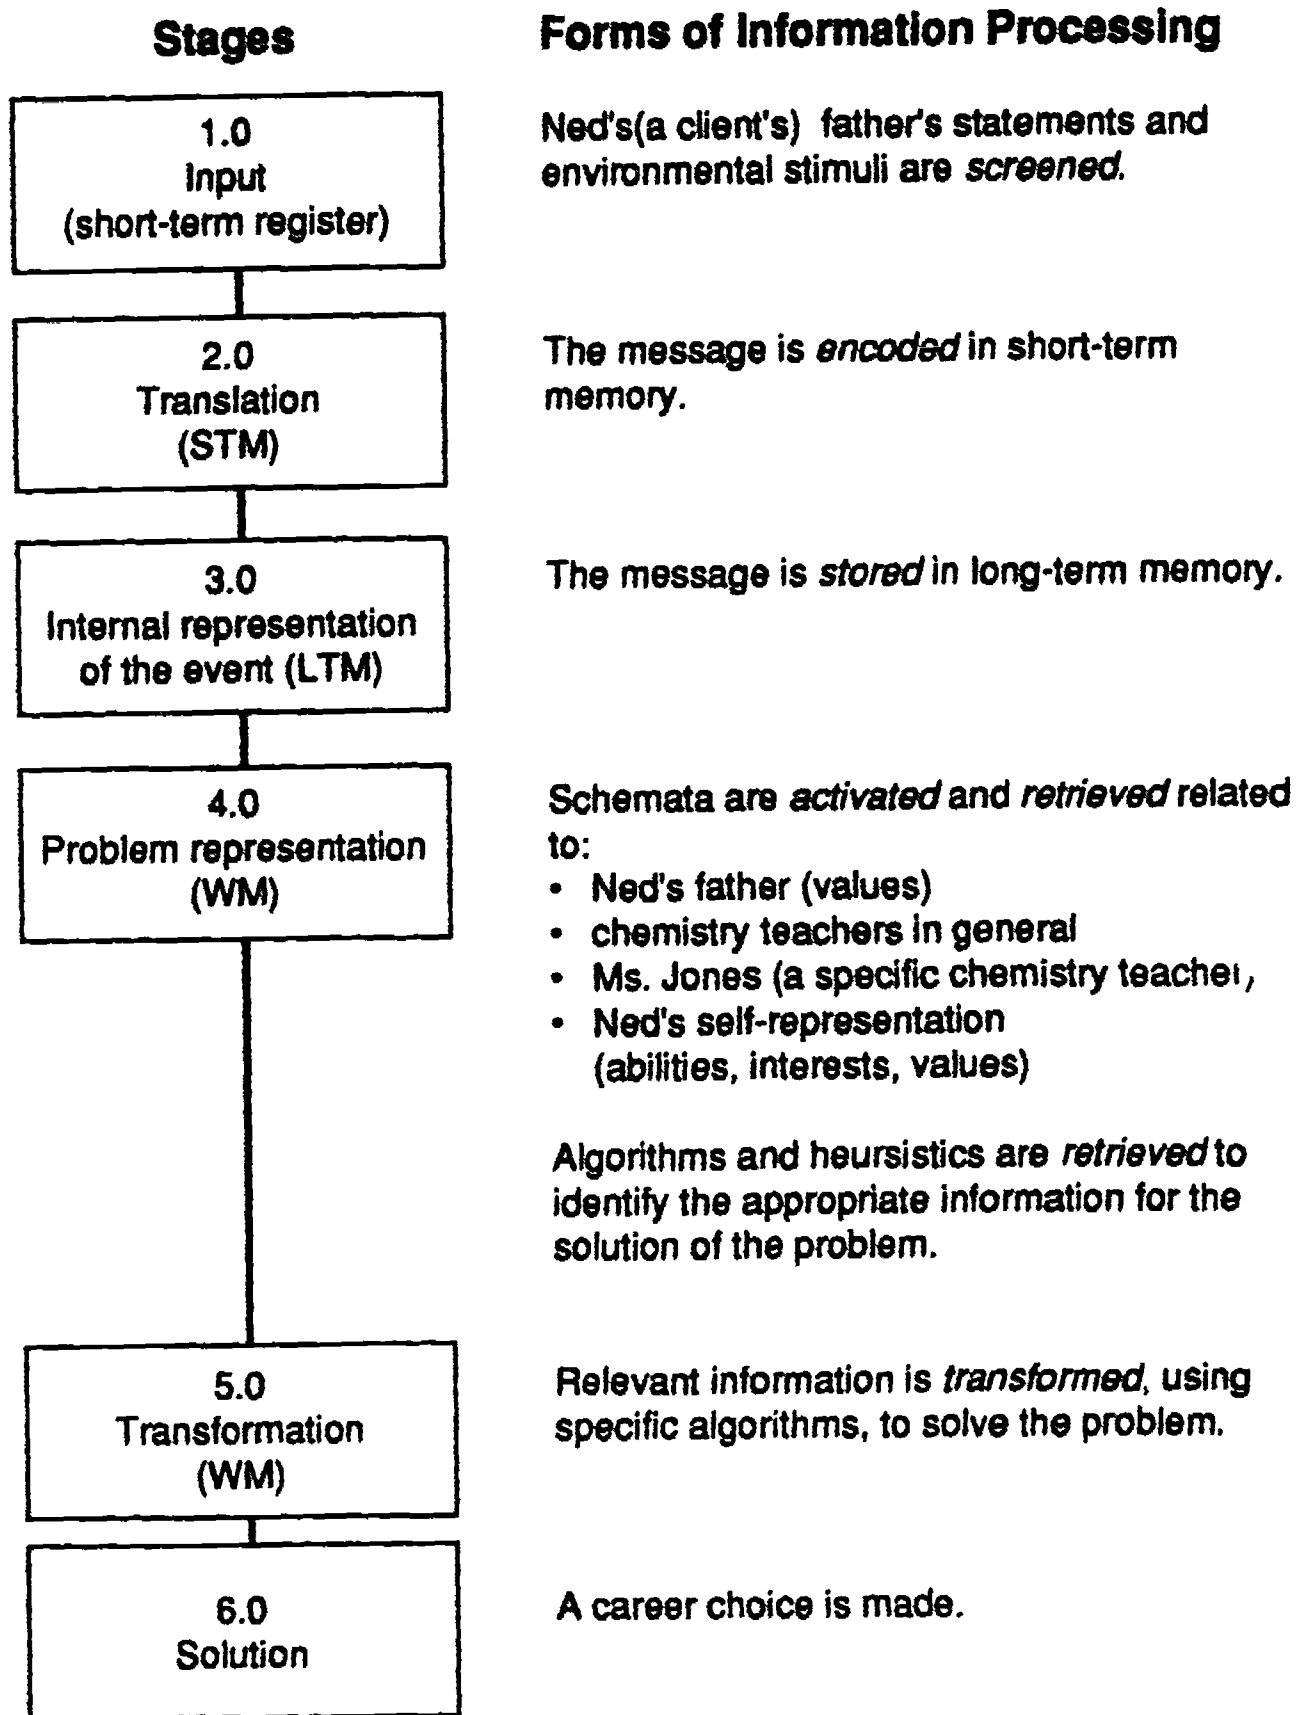 Stages
Forms of Information Processing
1.0
Input
(short-term register)
Ned's(a client's) father's statements and
environmental stimuli are screened.
2.0
Translation
(STM)
The message is encoded in short-term
memory.
3.0
Internal representation
of the event (LTM)
The message is stored in long-term memory.
4.0
Problem representation
(WM)
Schemata are activated and retrieved related
to:
• Ned's father (values)
• chemistry teachers in general
• Ms. Jones (a specific chemistry teacher,
• Ned's self-representation
(abilities, interests, values)
Algorithms and heursistics are retrieved to
identify the appropriate information for the
solution of the problem.
5.0
Transformation
(WM)
Relevant information is transformed, using
specific algorithms, to solve the problem.
6.0
Solution
A career choice is made.